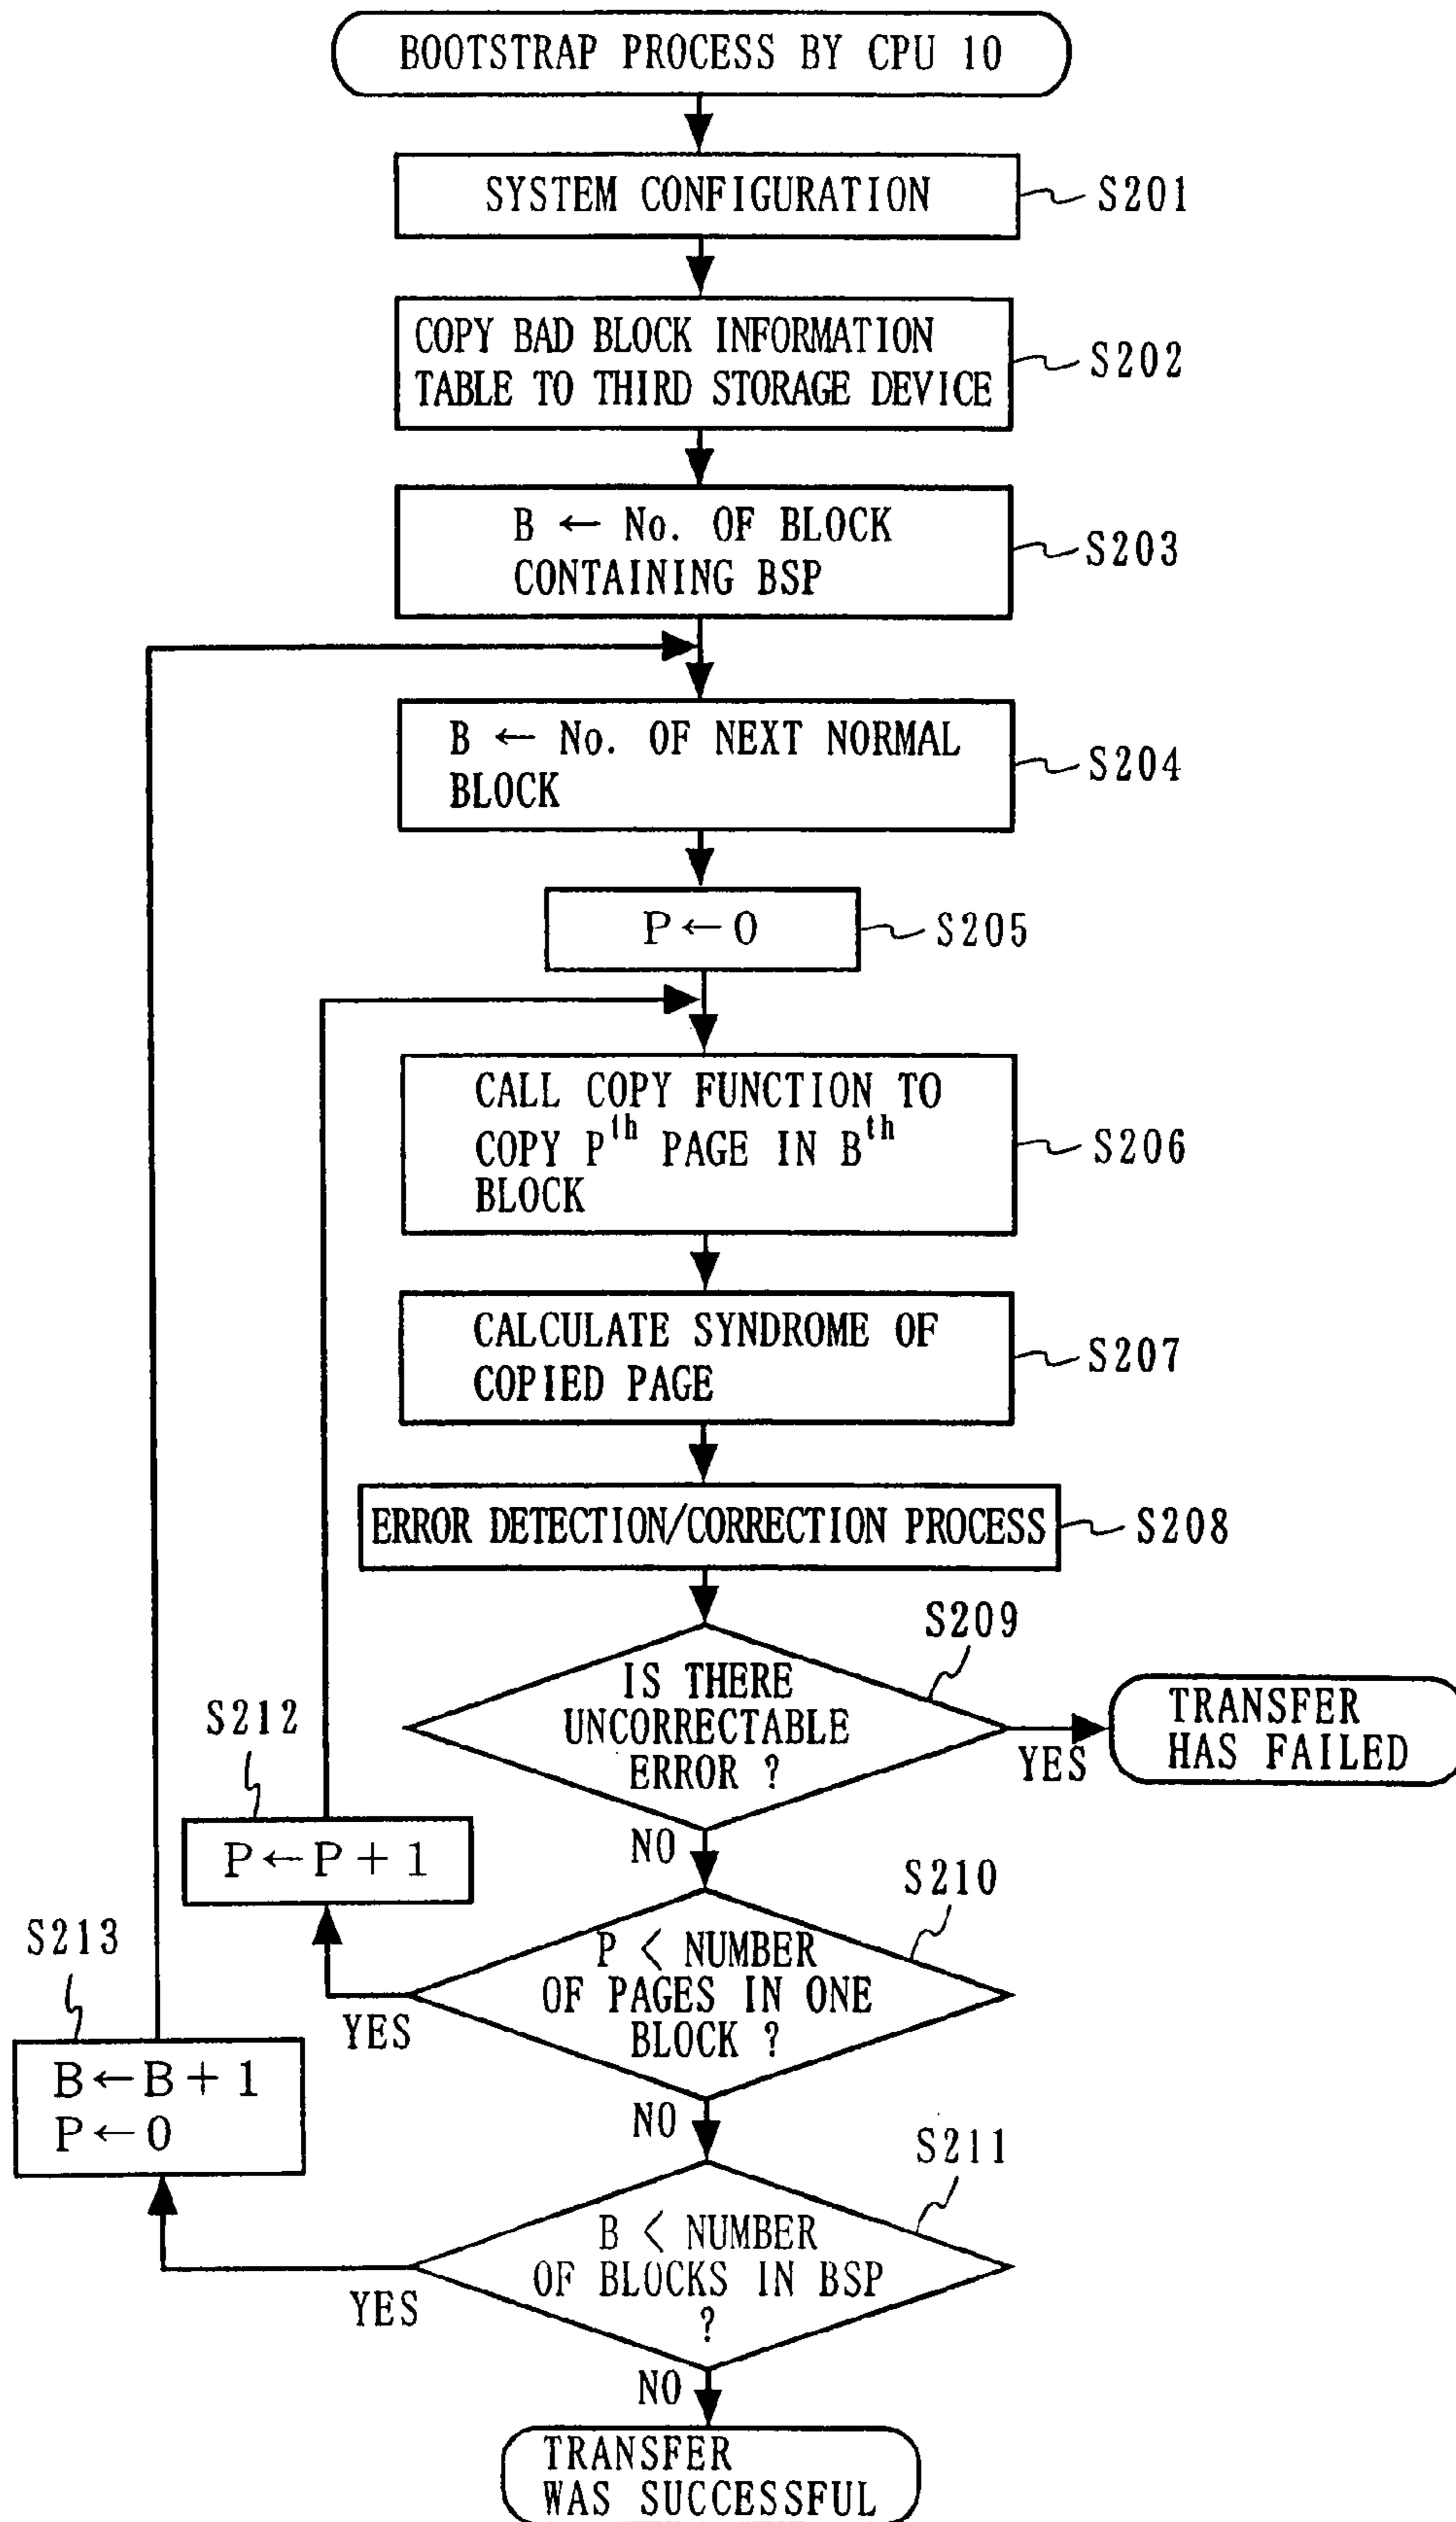 BOOTSTRAP PROCESS BY CPU 10
SYSTEM CONFIGURATION
S201
COPY BAD BLOCK INFORMATION
TABLE TO THIRD STORAGE DEVICE
S202
B ← No. OF BLOCK
CONTAINING BSP
S203
B ← No. OF NEXT NORMAL
BLOCK
S204
P←0
S205
CALL COPY FUNCTION TO
COPY Pth PAGE IN Bth
BLOCK
S206
CALCULATE SYNDROME OF
COPIED PAGE
S207
ERROR DETECTION/CORRECTION PROCESS
S208
S209
IS THERE
UNCORRECTABLE
ERROR ?
YES
TRANSFER
HAS FAILED
NO
S212
P←P+1
S210
P < NUMBER
OF PAGES IN ONE
BLOCK ?
YES
NO
S213
B←B+1
P←0
S211
B < NUMBER
OF BLOCKS IN BSP
?
YES
NO
TRANSFER
WAS SUCCESSFUL